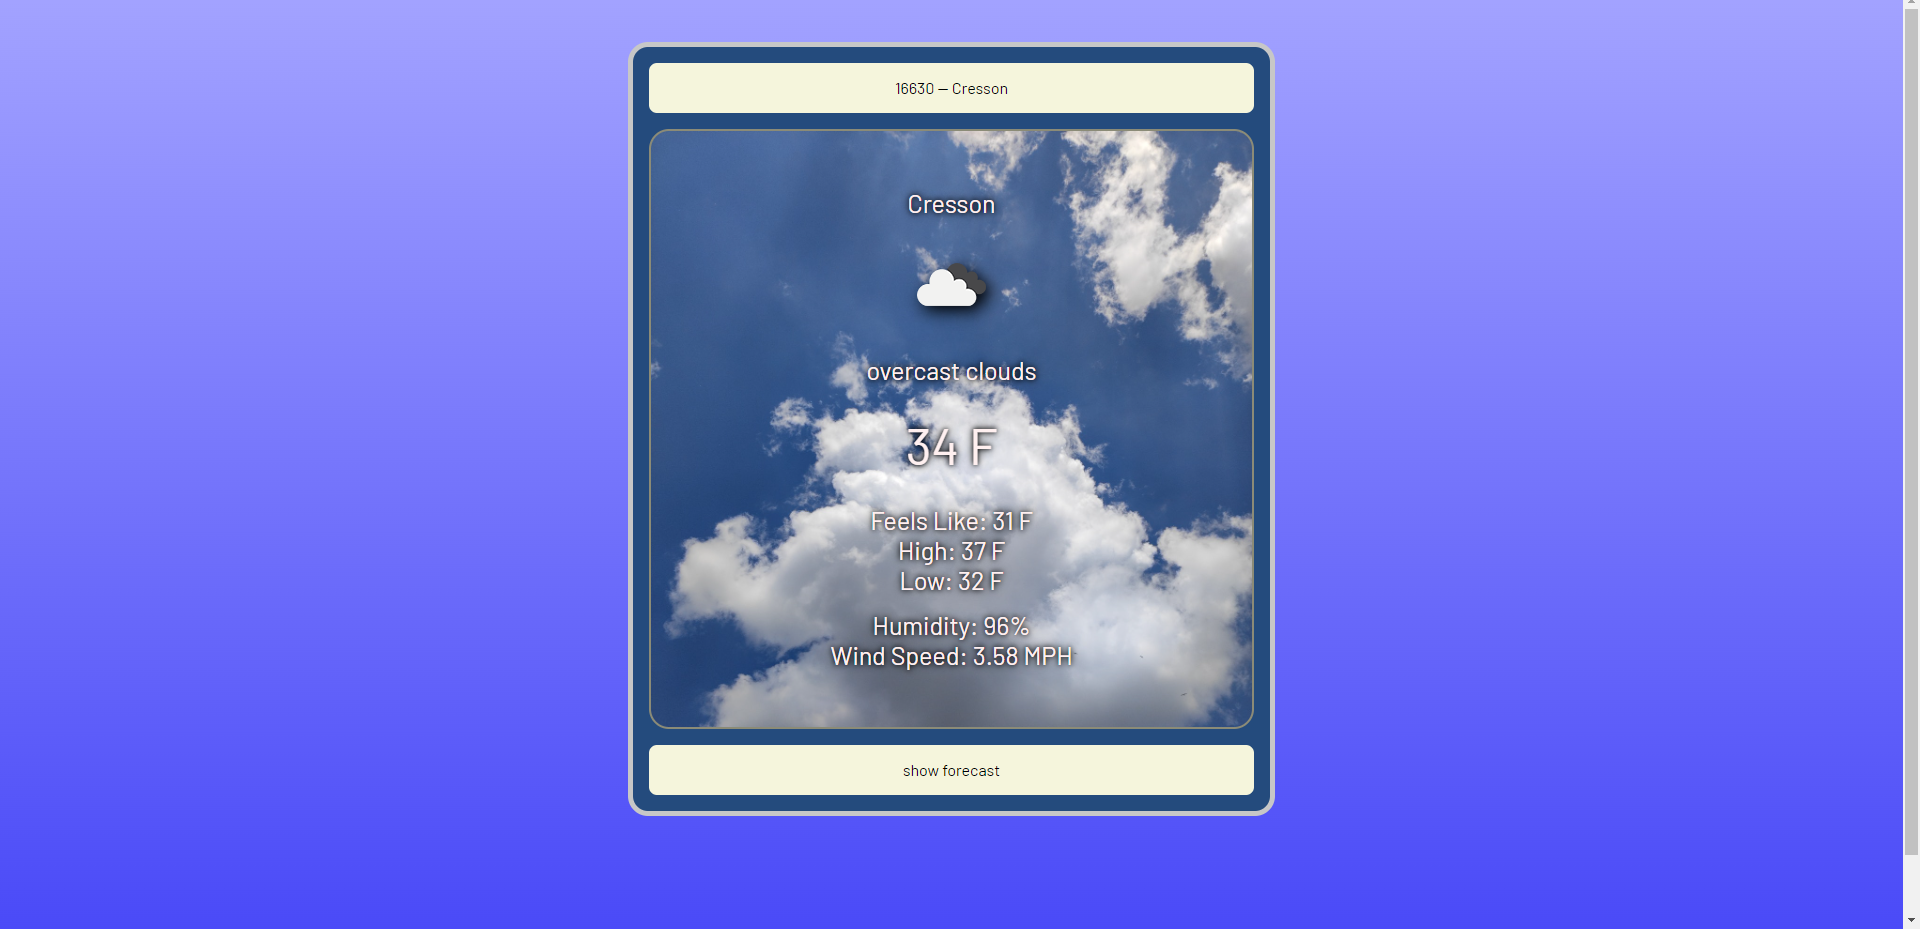 16630 — Cresson
Cresson
overcast clouds
34 F
Feels Like: 31 F
High: 37 F
Low: 32 F
Humidity: 96%
Wind Speed: 3.58 MPH
show forecast